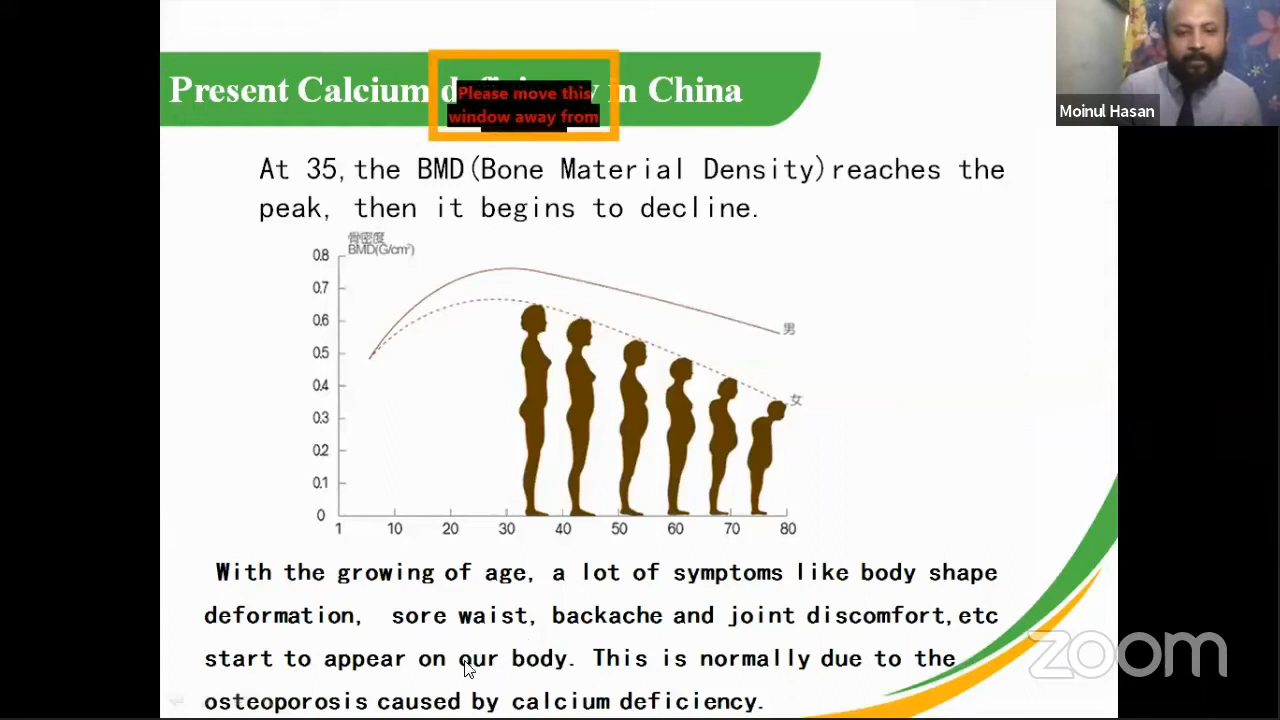 Present Calcium deficiency in China
Please move this
window away from
Moinul Hasan
At 35,the BMD(Bone Material Density)reaches the
peak, then it begins to decline.
骨密度
BMD(G/cm²)
0.8
0.7
0.6
0.5
0.4
0.3
0.2
0.1
0
男
女
1 10 20 30 40 50 60 70 80
With the growing of age, a lot of symptoms like body shape
deformation, sore waist, backache and joint discomfort,etc
start to appear on our body. This is normally due to the
osteoporosis caused by calcium deficiency.
zoom